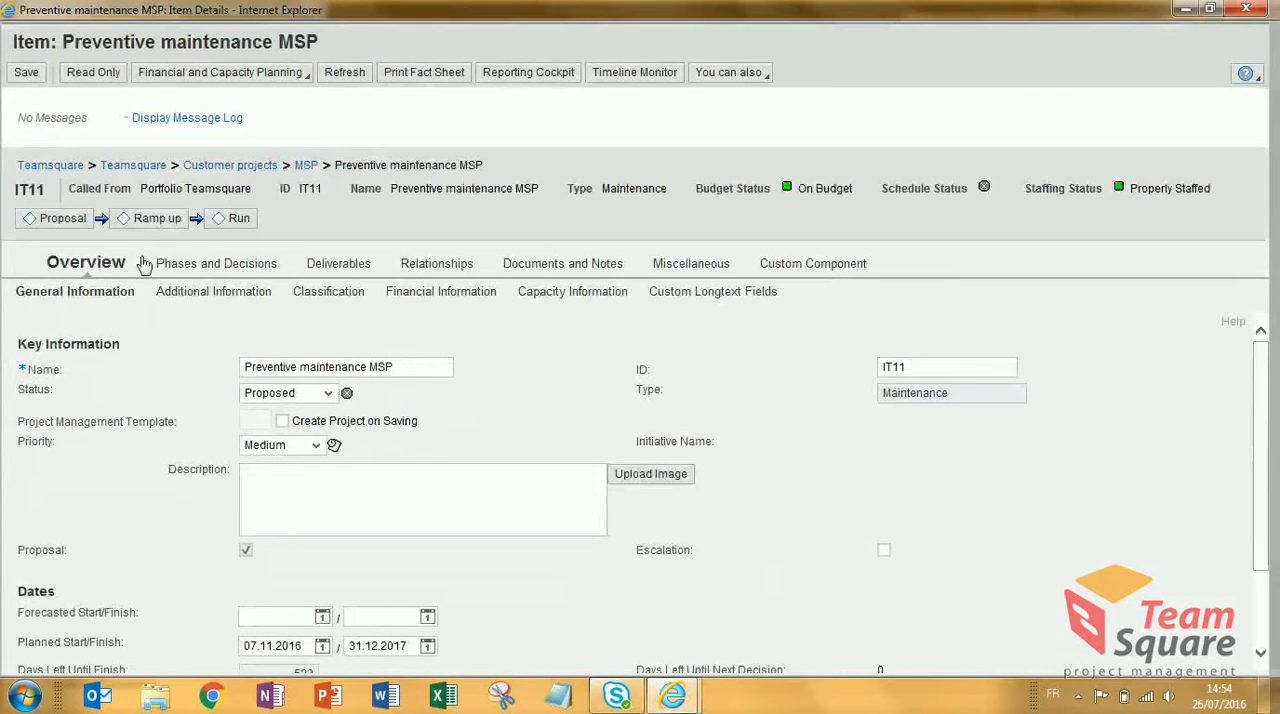 Preventive maintenance MSP: Item Details - Internet Explorer
Item: Preventive maintenance MSP
Save Read Only Financial and Capacity Planning Refresh Print Fact Sheet Reporting Cockpit Timeline Monitor You can also
No Messages - Display Message Log
Teamsquare > Teamsquare > Customer projects > MSP > Preventive maintenance MSP
IT11 Called From Portfolio Teamsquare ID IT11 Name Preventive maintenance MSP Type Maintenance Budget Status On Budget Schedule Status Staffing Status Properly Staffed
Proposal Ramp up Run
Overview Phases and Decisions Deliverables Relationships Documents and Notes Miscellaneous Custom Component
General Information Additional Information Classification Financial Information Capacity Information Custom Longtext Fields
Help
Key Information
* Name: Preventive maintenance MSP ID: IT11
Status: Proposed Type: Maintenance
Project Management Template: Create Project on Saving
Priority: Medium Initiative Name:
Description: Upload Image
Proposal: Escalation:
Dates
Forecasted Start/Finish: /
Planned Start/Finish: 07.11.2016 / 31.12.2017
Days Left Until Finish: 523 Days Left Until Next Decision: 0
Team
Square
project management
FR 14:54
26/07/2016